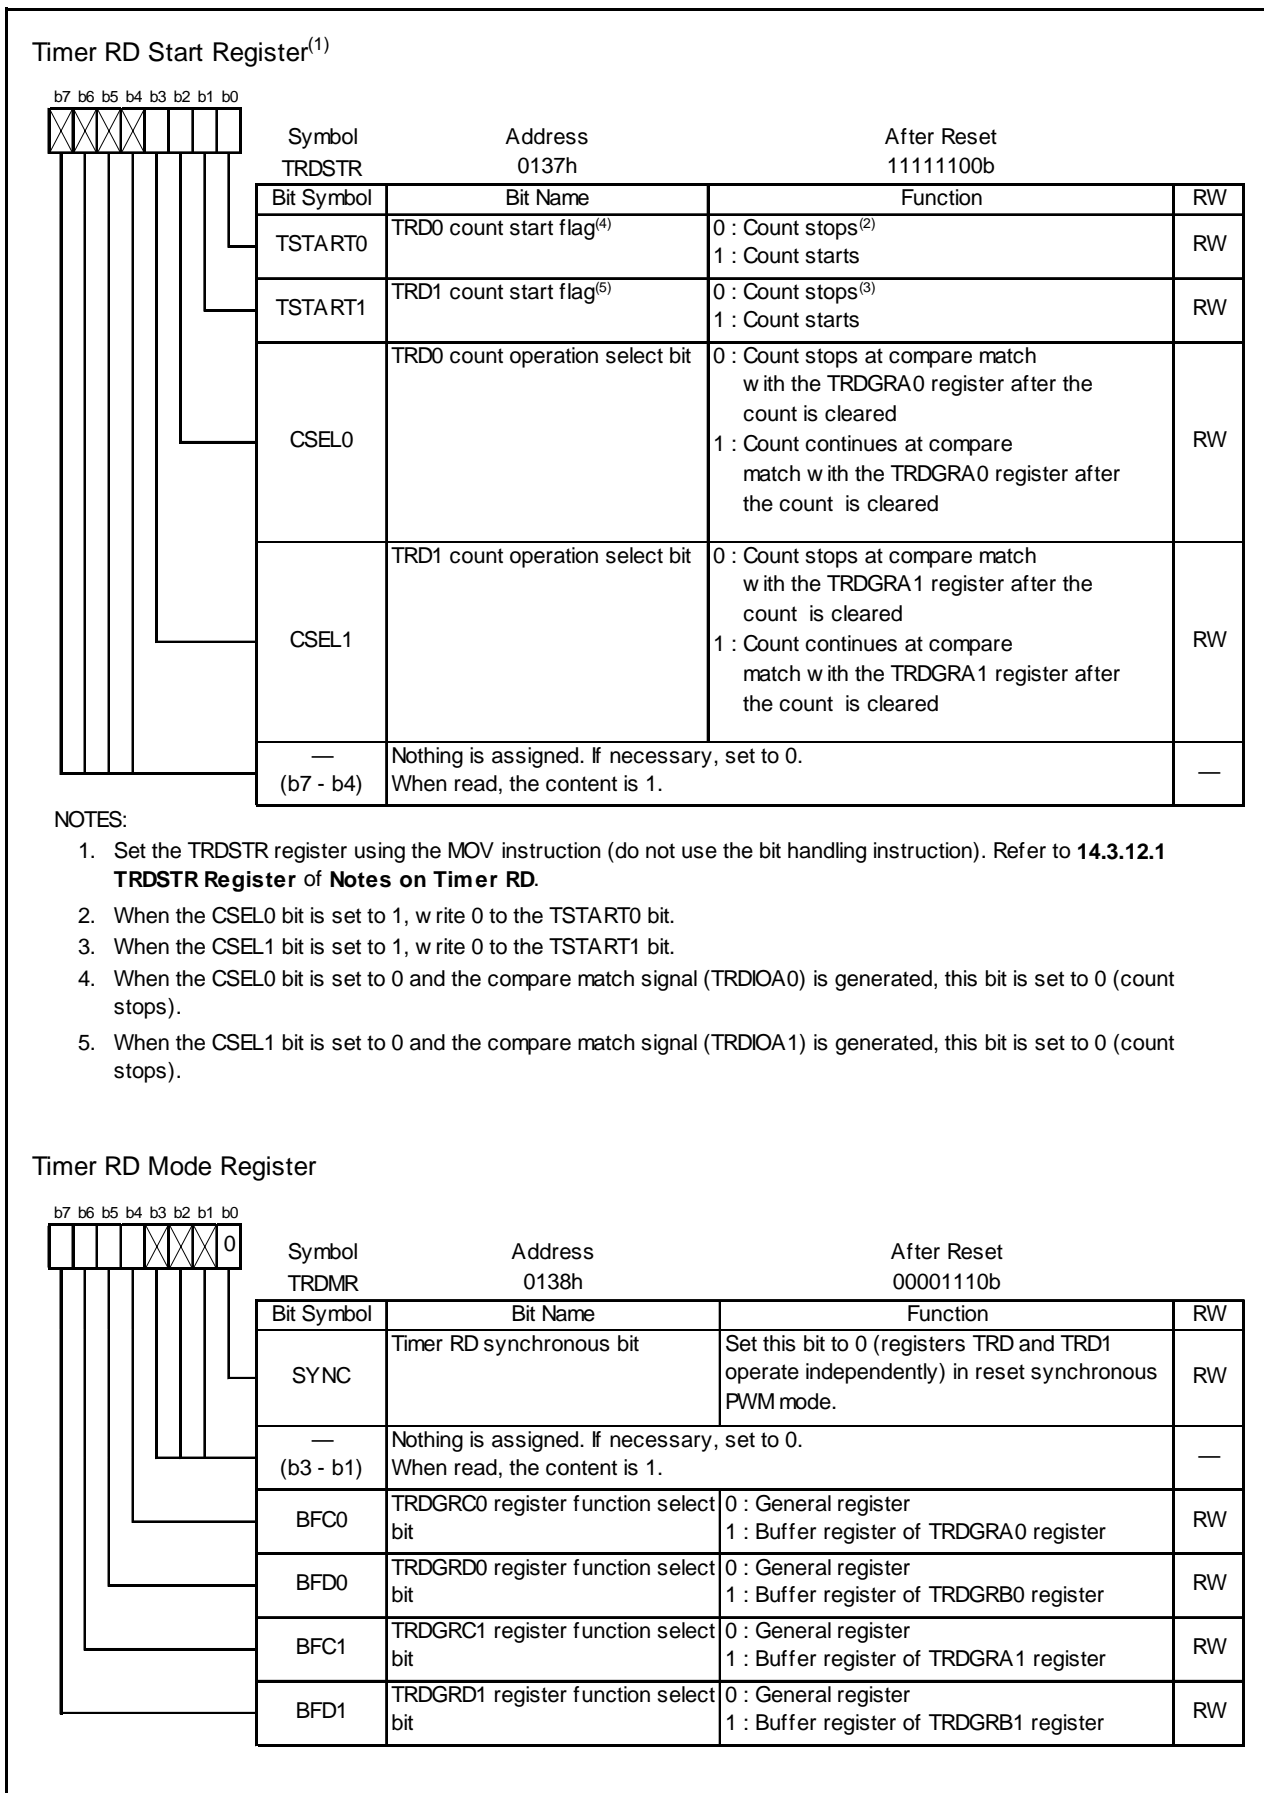 Timer RD Start Register(1)
b7 b6 b5 b4 b3 b2 b1 b0
Symbol Address After Reset
TRDSTR 0137h 11111100b
Bit Symbol Bit Name Function RW
TSTART0 TRD0 count start flag(4) 0 : Count stops(2)
1 : Count starts RW
TSTART1 TRD1 count start flag(5) 0 : Count stops(3)
1 : Count starts RW
CSEL0 TRD0 count operation select bit 0 : Count stops at compare match
with the TRDGRA0 register after the
count is cleared
1 : Count continues at compare
match with the TRDGRA0 register after
the count is cleared RW
CSEL1 TRD1 count operation select bit 0 : Count stops at compare match
with the TRDGRA1 register after the
count is cleared
1 : Count continues at compare
match with the TRDGRA1 register after
the count is cleared RW
— Nothing is assigned. If necessary, set to 0.
(b7 - b4) When read, the content is 1. —
NOTES:
1. Set the TRDSTR register using the MOV instruction (do not use the bit handling instruction). Refer to 14.3.12.1
TRDSTR Register of Notes on Timer RD.
2. When the CSEL0 bit is set to 1, write 0 to the TSTART0 bit.
3. When the CSEL1 bit is set to 1, write 0 to the TSTART1 bit.
4. When the CSEL0 bit is set to 0 and the compare match signal (TRDIOA0) is generated, this bit is set to 0 (count
stops).
5. When the CSEL1 bit is set to 0 and the compare match signal (TRDIOA1) is generated, this bit is set to 0 (count
stops).
Timer RD Mode Register
b7 b6 b5 b4 b3 b2 b1 b0
0
Symbol Address After Reset
TRDMR 0138h 00001110b
Bit Symbol Bit Name Function RW
SYNC Timer RD synchronous bit Set this bit to 0 (registers TRD and TRD1
operate independently) in reset synchronous
PWM mode. RW
— Nothing is assigned. If necessary, set to 0.
(b3 - b1) When read, the content is 1. —
BFC0 TRDGRC0 register function select 0 : General register
bit 1 : Buffer register of TRDGRA0 register RW
BFD0 TRDGRD0 register function select 0 : General register
bit 1 : Buffer register of TRDGRB0 register RW
BFC1 TRDGRC1 register function select 0 : General register
bit 1 : Buffer register of TRDGRA1 register RW
BFD1 TRDGRD1 register function select 0 : General register
bit 1 : Buffer register of TRDGRB1 register RW